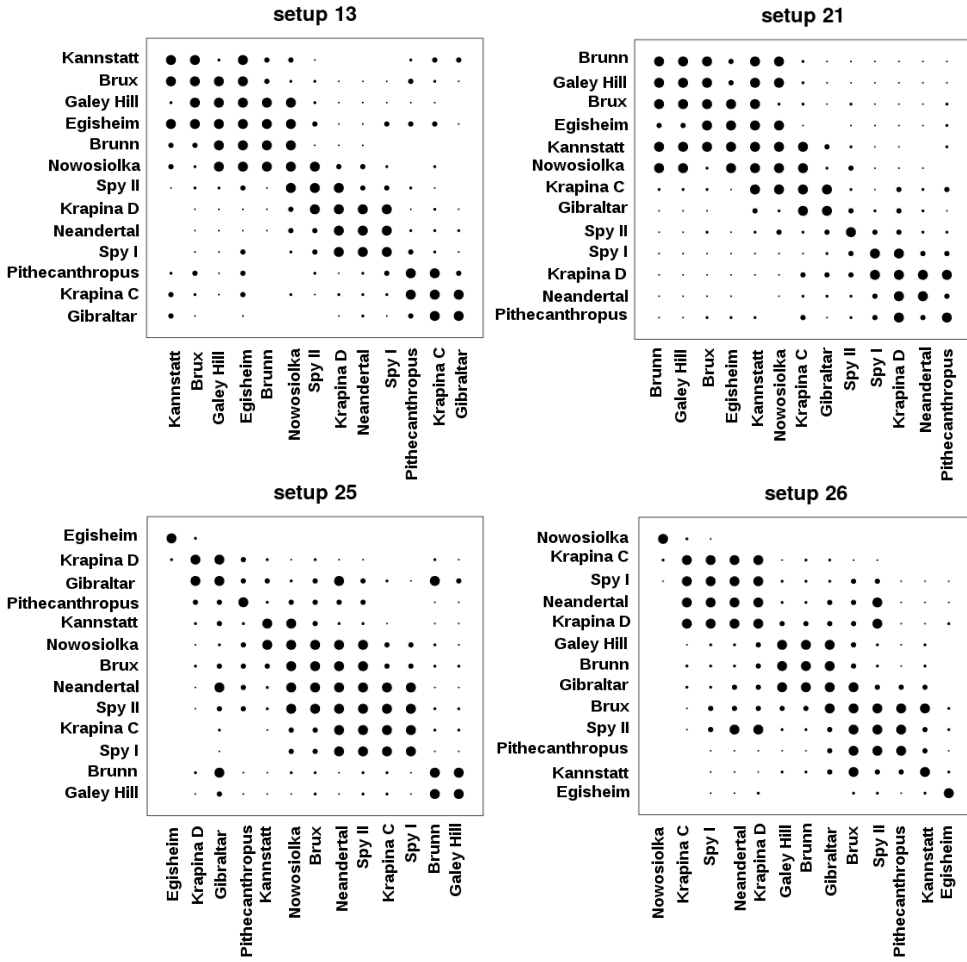 setup 13
Kannstatt
Brux
Galey Hill
Egisheim
Brunn
Nowosiolka
Spy II
Krapina D
Neandertal
Spy I
Pithecanthropus
Krapina C
Gibraltar
Kannstatt
Brux
Galey Hill
Egisheim
Brunn
Nowosiolka
Spy II
Krapina D
Neandertal
Spy I
Pithecanthropus
Krapina C
Gibraltar
setup 21
Brunn
Galey Hill
Brux
Egisheim
Kannstatt
Nowosiolka
Krapina C
Gibraltar
Spy II
Spy I
Krapina D
Neandertal
Pithecanthropus
Brunn
Galey Hill
Brux
Egisheim
Kannstatt
Nowosiolka
Krapina C
Gibraltar
Spy II
Spy I
Krapina D
Neandertal
Pithecanthropus
setup 25
Egisheim
Krapina D
Gibraltar
Pithecanthropus
Kannstatt
Nowosiolka
Brux
Neandertal
Spy II
Krapina C
Spy I
Brunn
Galey Hill
Egisheim
Krapina D
Gibraltar
Pithecanthropus
Kannstatt
Nowosiolka
Brux
Neandertal
Spy II
Krapina C
Spy I
Brunn
Galey Hill
setup 26
Nowosiolka
Krapina C
Spy I
Neandertal
Krapina D
Galey Hill
Brunn
Gibraltar
Brux
Spy II
Pithecanthropus
Kannstatt
Egisheim
Nowosiolka
Krapina C
Spy I
Neandertal
Krapina D
Galey Hill
Brunn
Gibraltar
Brux
Spy II
Pithecanthropus
Kannstatt
Egisheim